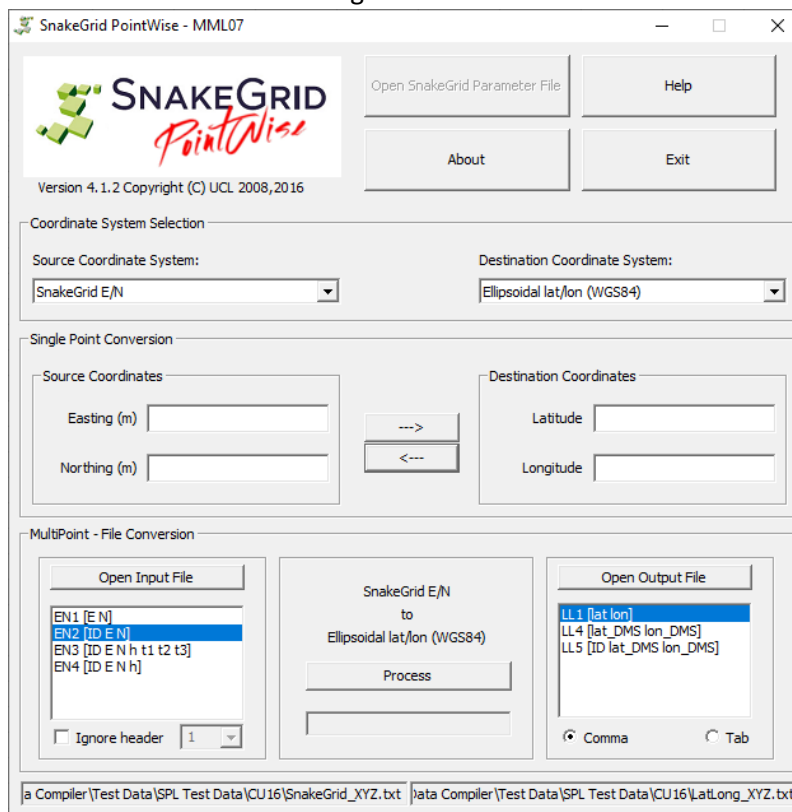 SnakeGrid PointWise - MML07
SNAKEGRID
PointWise
Version 4.1.2 Copyright (C) UCL 2008,2016
Open SnakeGrid Parameter File
Help
About
Exit
Coordinate System Selection
Source Coordinate System:
Destination Coordinate System:
SnakeGrid E/N
Ellipsoidal lat/lon (WGS84)
Single Point Conversion
Source Coordinates
Easting (m)
Northing (m)
--->
<---
Destination Coordinates
Latitude
Longitude
MultiPoint - File Conversion
Open Input File
EN1 [E N]
EN2 [ID E N]
EN3 [ID E N h t1 t2 t3]
EN4 [ID E N h]
Ignore header
1
SnakeGrid E/N
to
Ellipsoidal lat/lon (WGS84)
Process
Open Output File
LL1 [lat lon]
LL4 [lat_DMS lon_DMS]
LL5 [ID lat_DMS lon_DMS]
Comma
Tab
a Compiler\Test Data\SPL Test Data\CU16\SnakeGrid_XYZ.txt
Data Compiler\Test Data\SPL Test Data\CU16\LatLong_XYZ.txt